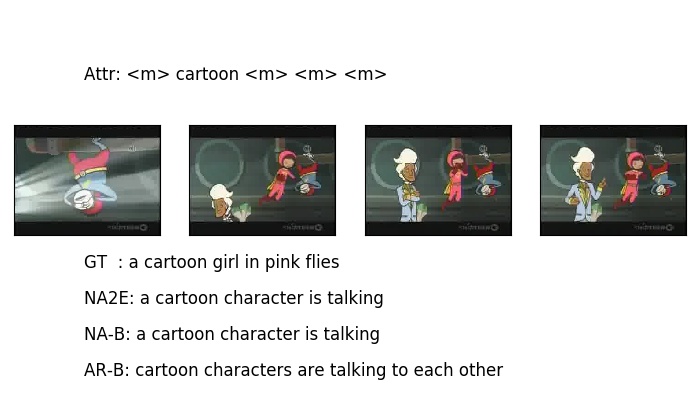 Attr: <m> cartoon <m> <m> <m>
GT : a cartoon girl in pink flies
NA2E: a cartoon character is talking
NA-B: a cartoon character is talking
AR-B: cartoon characters are talking to each other